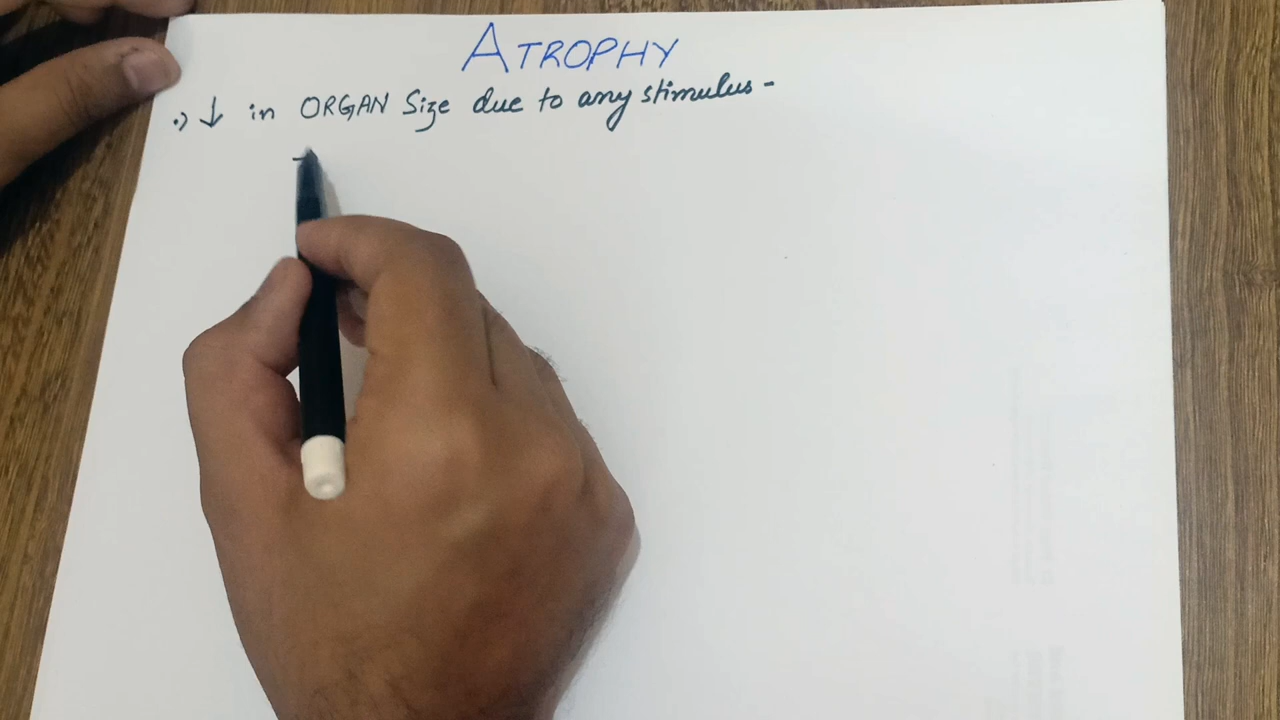 ATROPHY
·) ↓ in ORGAN Size due to any stimulus -